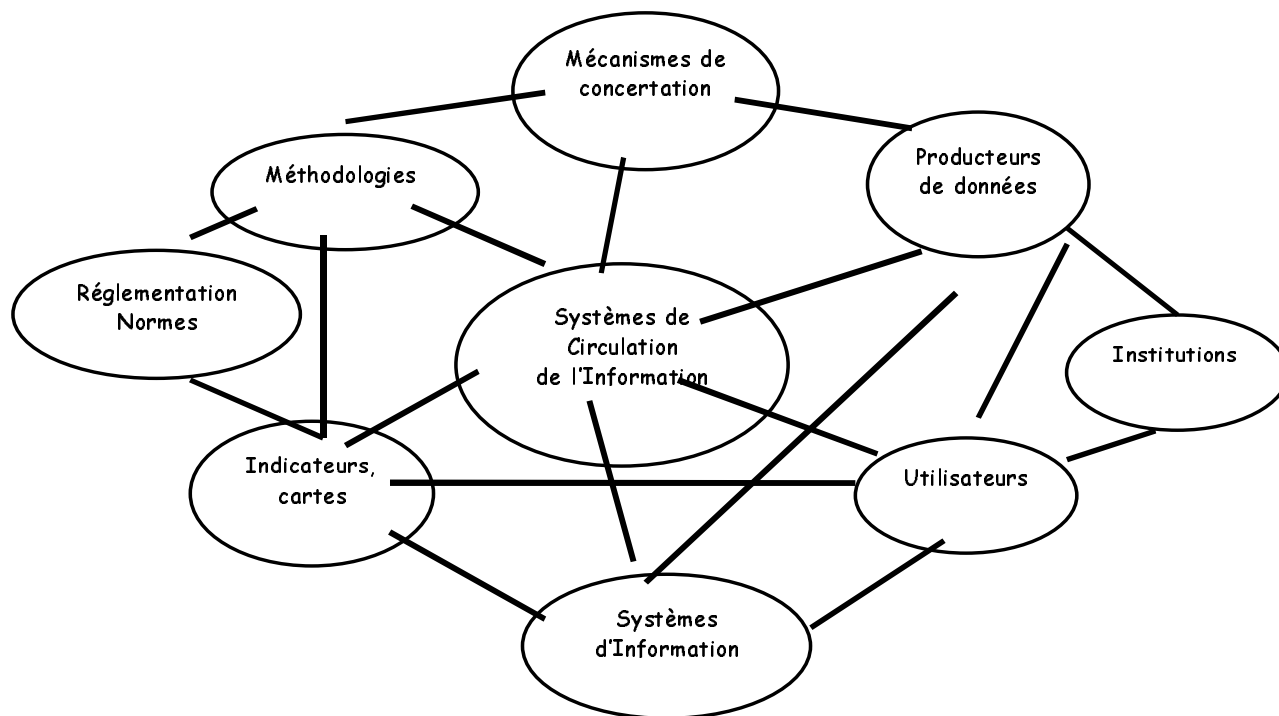 Mécanismes de
concertation
Producteurs
de données
Méthodologies
Réglementation
Normes
Systèmes de
Circulation
de l'Information
Institutions
Indicateurs,
cartes
Utilisateurs
Systèmes
d'Information